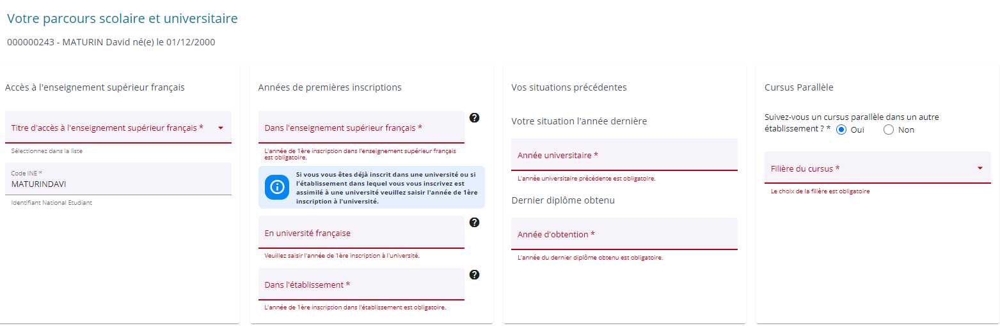 Votre parcours scolaire et universitaire
000000243 - MATURIN David né(e) le 01/12/2000
Accès à l'enseignement supérieur français
Titre d'accès à l'enseignement supérieur français *
Sélectionnez dans la liste
Code INE *
MATURINDAVI
Identifiant National Etudiant
Années de premières inscriptions
Dans l'enseignement supérieur français *
L'année de 1ère inscription dans l'enseignement supérieur français
est obligatoire.
Si vous vous êtes déjà inscrit dans une université ou si
l'établissement dans lequel vous vous inscrivez est
assimilé à une université veuillez saisir l'année de 1ère
inscription à l'université.
En université française
Veuillez saisir l'année de 1ère inscription à l'université.
Dans l'établissement *
L'année de 1ère inscription dans l'établissement est obligatoire.
Vos situations précédentes
Votre situation l'année dernière
Année universitaire *
L'année universitaire précédente est obligatoire.
Dernier diplôme obtenu
Année d'obtention *
L'année du dernier diplôme obtenu est obligatoire.
Cursus Parallèle
Suivez-vous un cursus parallèle dans un autre
établissement ? * Oui Non
Filière du cursus *
Le choix de la filière est obligatoire